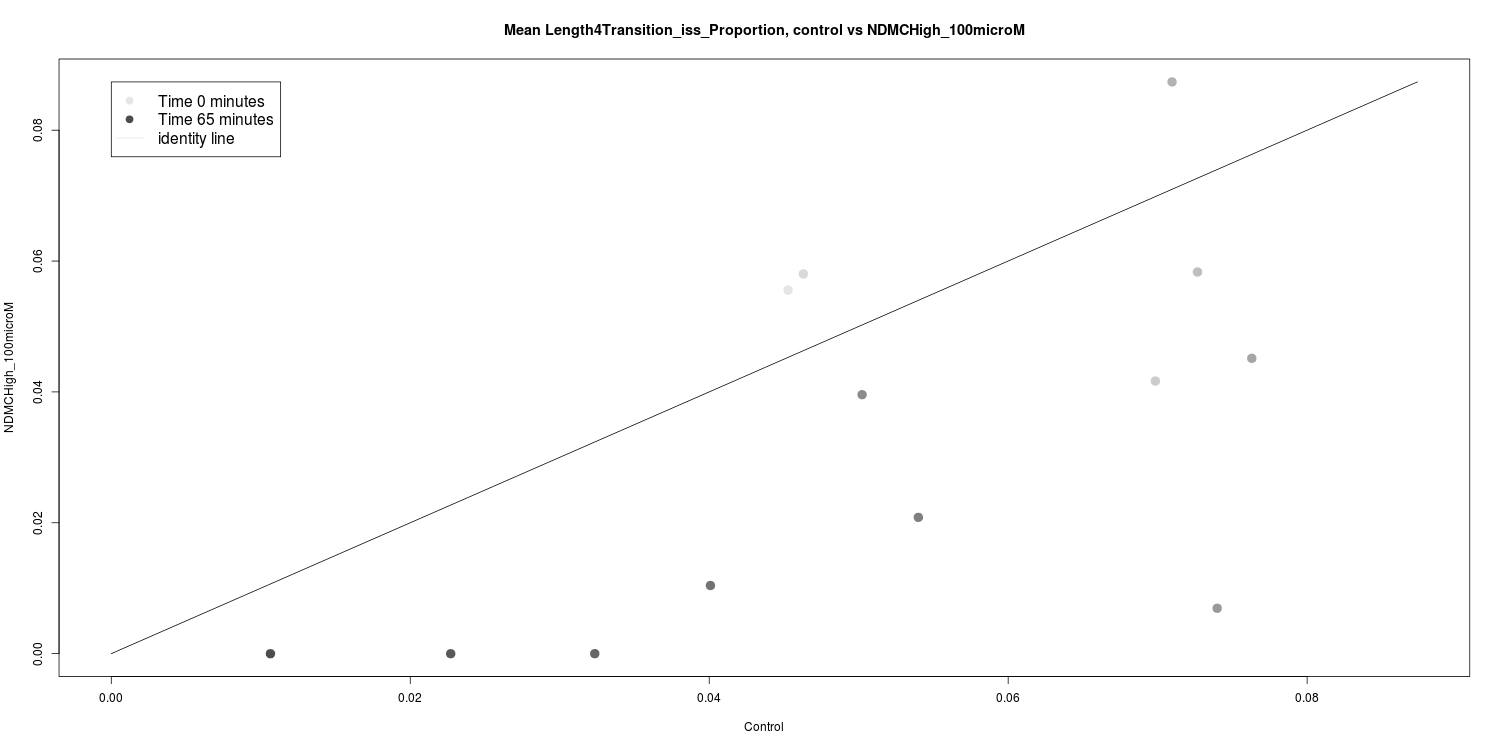 Mean Length4Transition_iss_Proportion, control vs NDMCHigh_100microM
Time 0 minutes
Time 65 minutes
identity line
NDMCHigh_100microM
0.08
0.06
0.04
0.02
0.00
0.00 0.02 0.04 0.06 0.08
Control